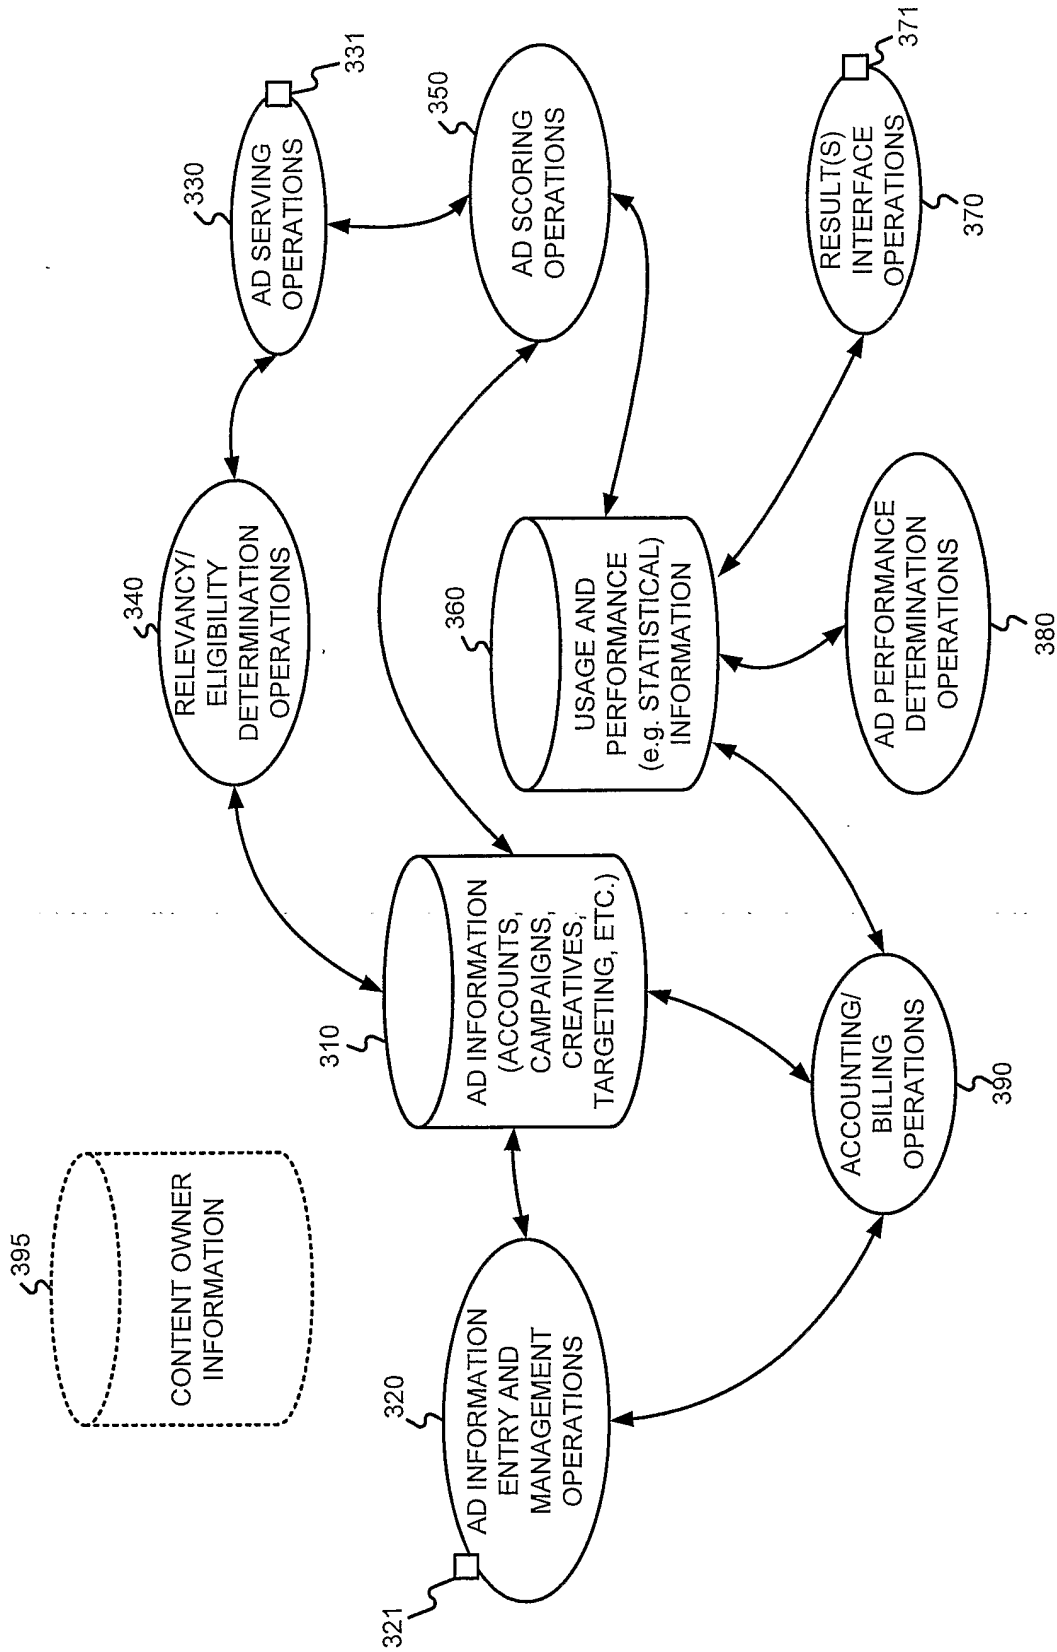 395
CONTENT OWNER
INFORMATION
340
RELEVANCY/
ELIGIBILITY
DETERMINATION
OPERATIONS
330
AD SERVING
OPERATIONS
331
321
320
AD INFORMATION
ENTRY AND
MANAGEMENT
OPERATIONS
310
AD INFORMATION
(ACCOUNTS,
CAMPAIGNS,
CREATIVES,
TARGETING, ETC.)
360
USAGE AND
PERFORMANCE
(e.g. STATISTICAL)
INFORMATION
350
AD SCORING
OPERATIONS
ACCOUNTING/
BILLING
OPERATIONS
390
AD PERFORMANCE
DETERMINATION
OPERATIONS
380
RESULT(S)
INTERFACE
OPERATIONS
370
371